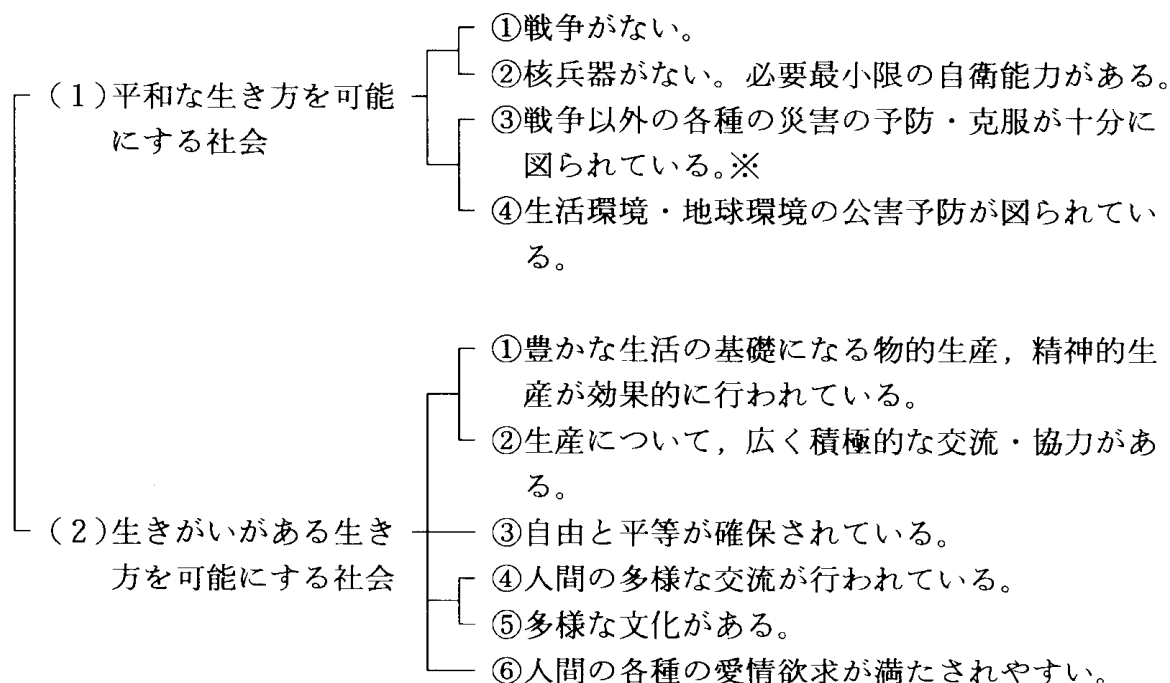 （1）平和な生き方を可能
にする社会
①戦争がない。
②核兵器がない。必要最小限の自衛能力がある。
③戦争以外の各種の災害の予防・克服が十分に
図られている。※
④生活環境・地球環境の公害予防が図られてい
る。
（2）生きがいがある生き
方を可能にする社会
①豊かな生活の基礎になる物的生産，精神的生
産が効果的に行われている。
②生産について，広く積極的な交流・協力があ
る。
③自由と平等が確保されている。
④人間の多様な交流が行われている。
⑤多様な文化がある。
⑥人間の各種の愛情欲求が満たされやすい。